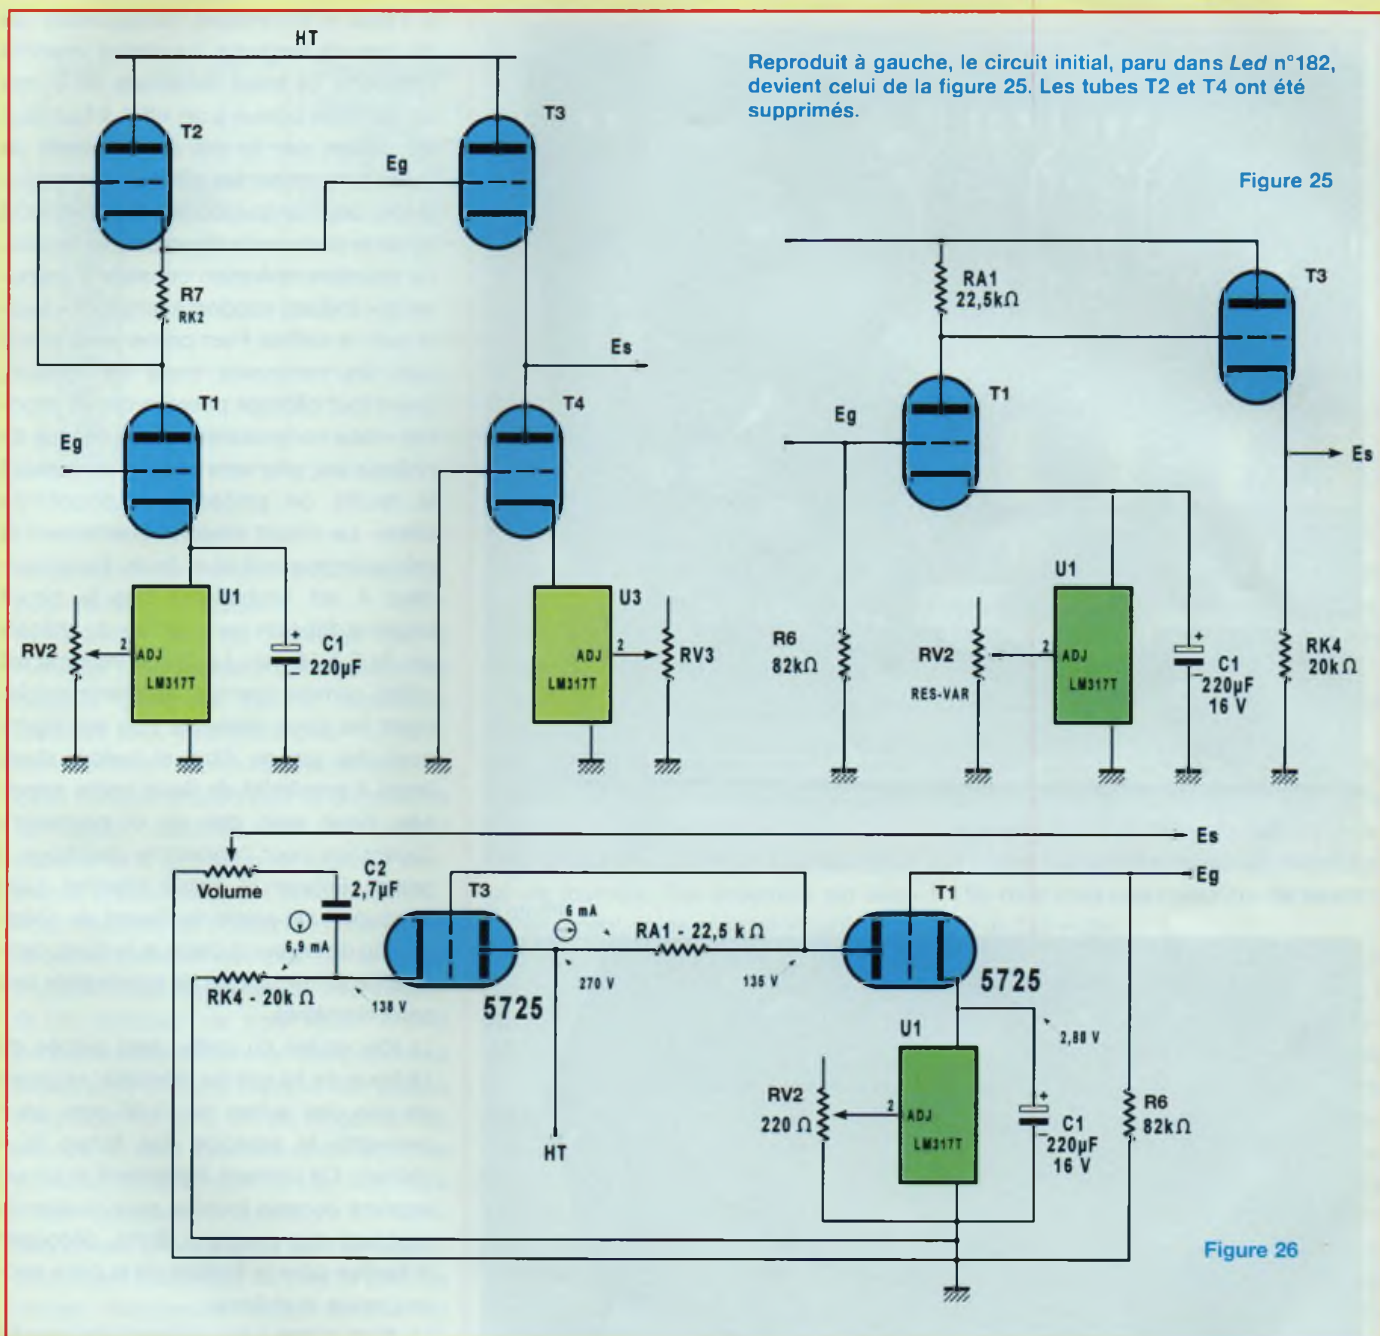 HT
Reproduit à gauche, le circuit initial, paru dans Led n°182,
devient celui de la figure 25. Les tubes T2 et T4 ont été
supprimés.
Figure 25
T2
T3
Eg
R7
RK2
Es
T1
T4
Eg
U1
U3
RV2
2
ADJ
LM317T
C1
+
220µF
–
ADJ
2
LM317T
RV3
RA1
22,5kΩ
T3
T1
Eg
Es
U1
R6
82kΩ
RV2
RES-VAR
2
ADJ
LM317T
+
C1
–
220µF
16 V
RK4
20kΩ
Es
Eg
Volume
C2
2,7µF
T3
6 mA
RA1 - 22,5 kΩ
T1
6,9 mA
RK4 - 20k Ω
138 V
5725
270 V
135 V
5725
U1
2,88 V
RV2
220 Ω
2
ADJ
LM317T
+
C1
–
220µF
16 V
R6
82kΩ
HT
Figure 26